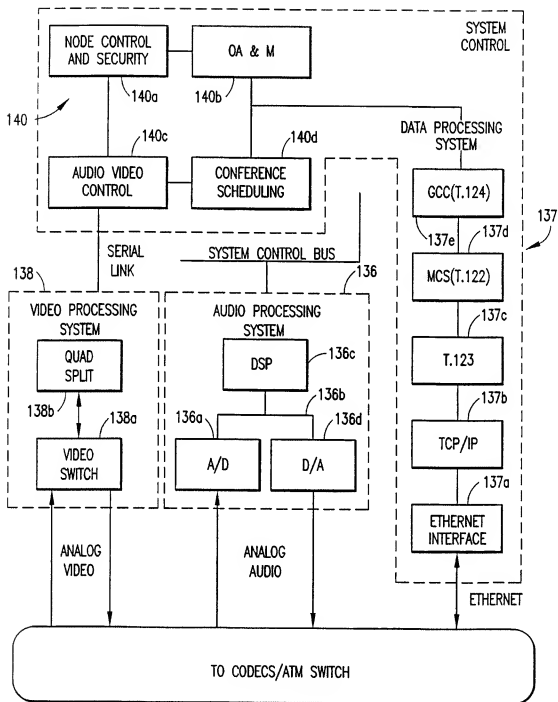 NODE CONTROL
AND SECURITY
OA & M
SYSTEM
CONTROL
140a
140b
140
140c
140d
AUDIO VIDEO
CONTROL
CONFERENCE
SCHEDULING
DATA PROCESSING
SYSTEM
GCC(T.124)
137
137e
137d
MCS(T.122)
137c
T.123
137b
TCP/IP
137a
ETHERNET
INTERFACE
ETHERNET
SERIAL
LINK
SYSTEM CONTROL BUS
138
VIDEO PROCESSING
SYSTEM
QUAD
SPLIT
138b
138a
VIDEO
SWITCH
136
AUDIO PROCESSING
SYSTEM
DSP
136c
136b
136a
136d
A/D
D/A
ANALOG
VIDEO
ANALOG
AUDIO
TO CODECS/ATM SWITCH